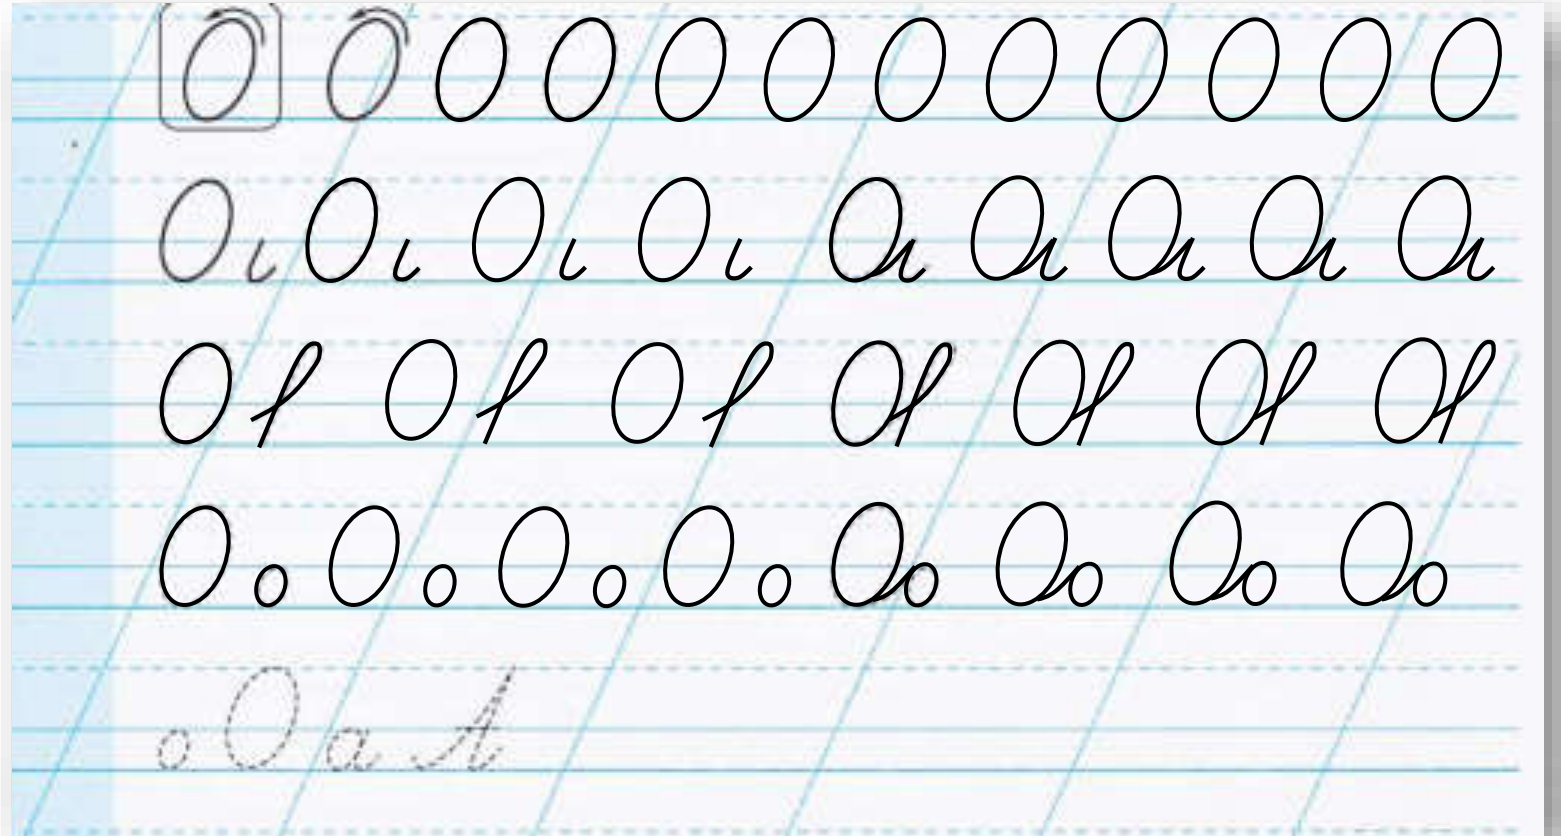 О О О О О О О О О О О О
О О О О О О О О О
О О О О О О О
О о О о О о О о Оо Оо Оо Оо
о О а А